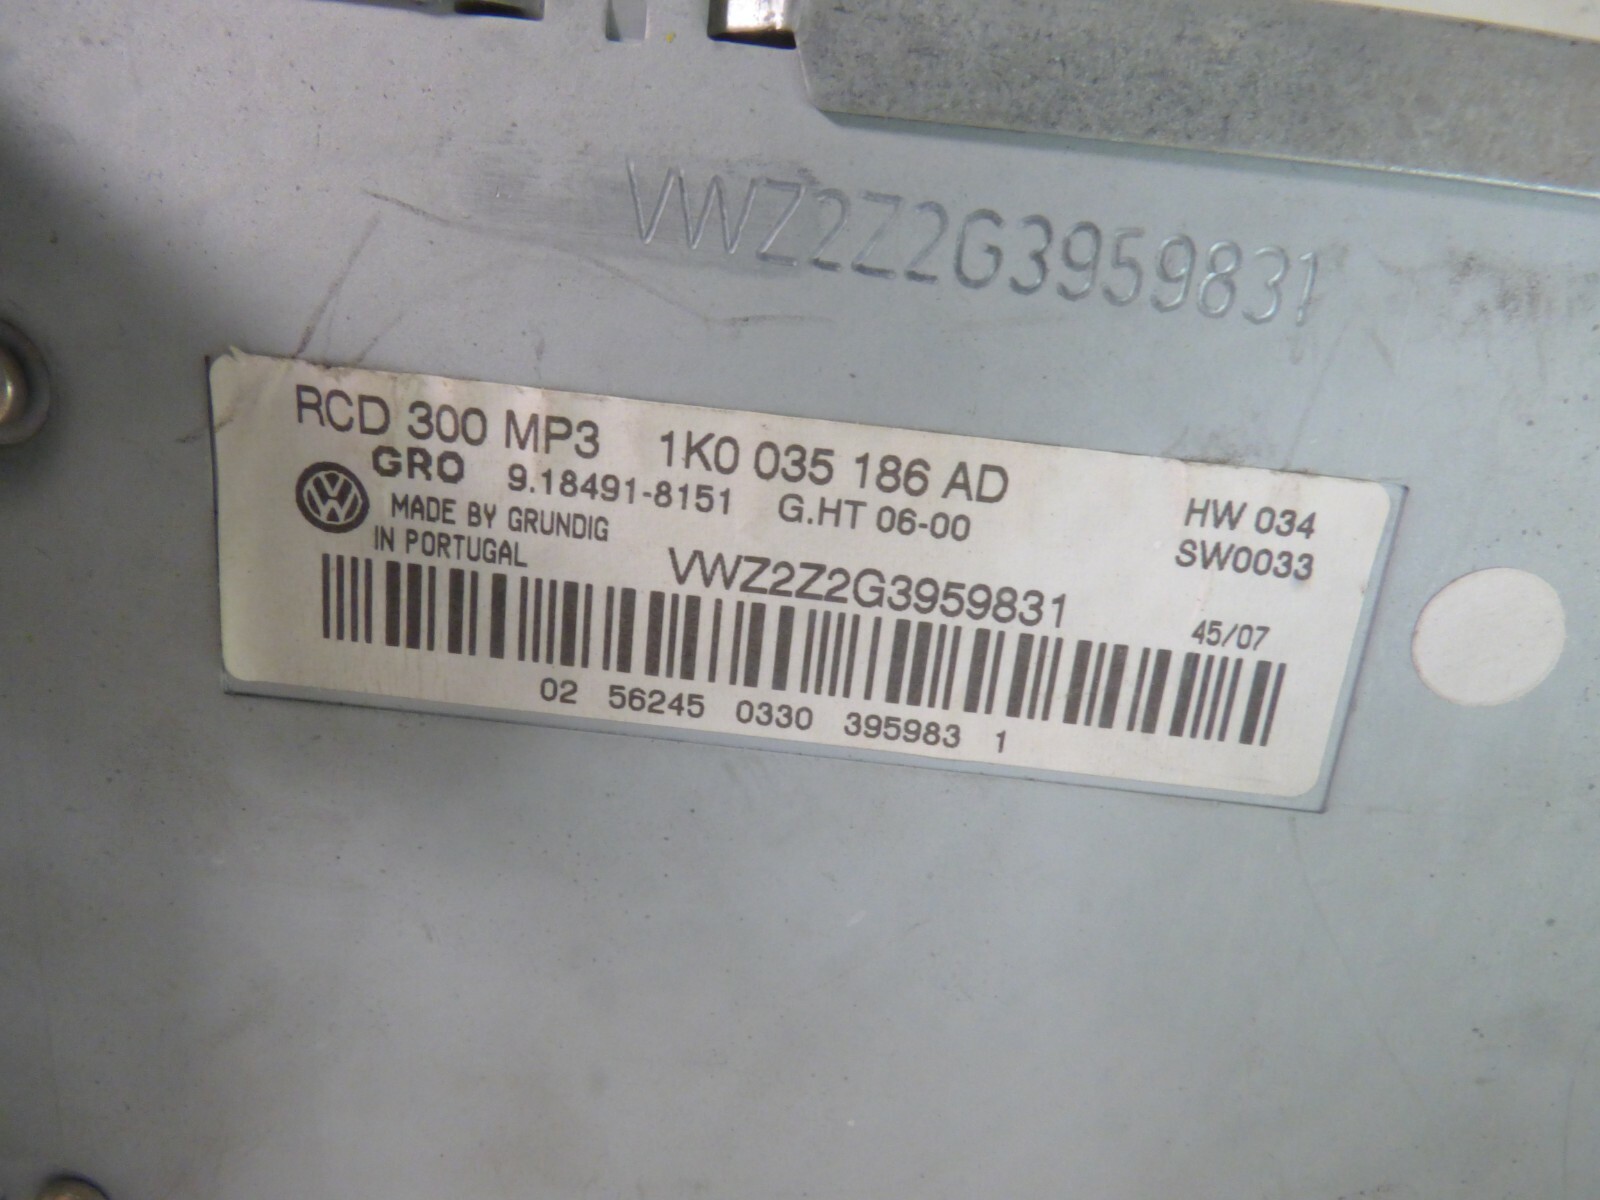 VWZ2Z2G3959831
RCD 300 MP3 1K0 035 186 AD
GRO 9.18491-8151 G.HT 06-00 HW 034
MADE BY GRUNDIG SW0033
IN PORTUGAL
VWZ2Z2G3959831
45/07
02 56245 0330 395983 1